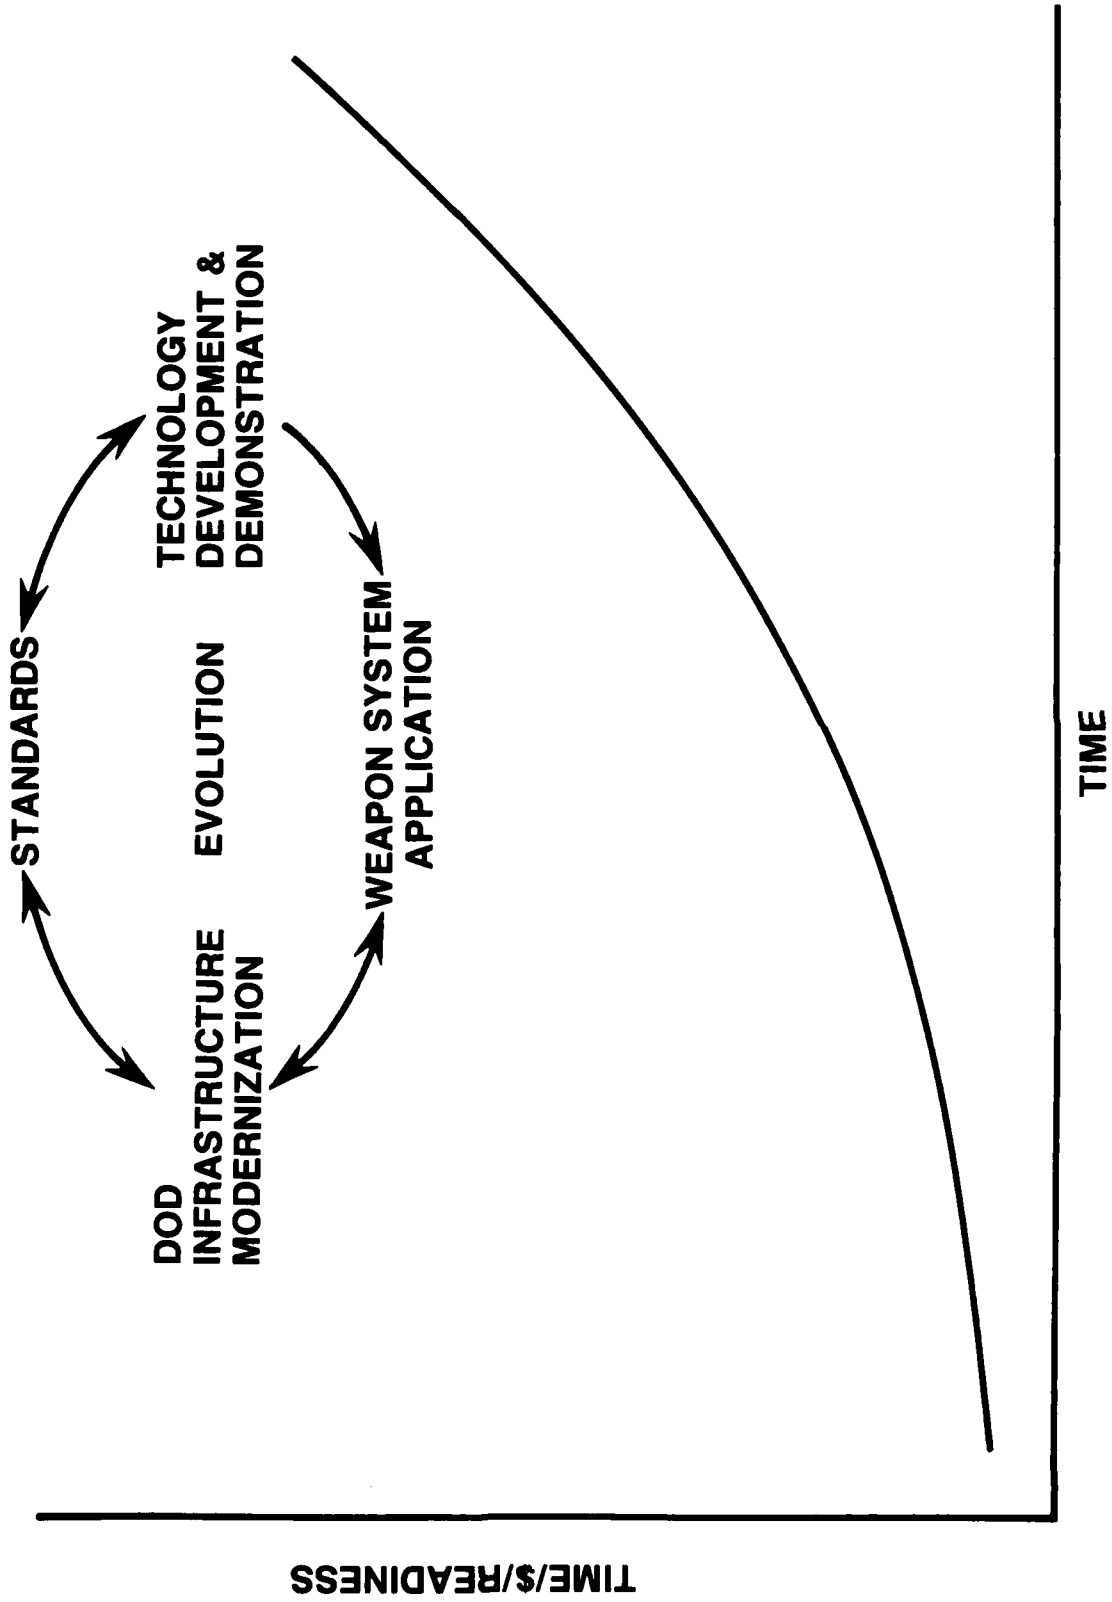 STANDARDS
DOD
INFRASTRUCTURE
MODERNIZATION
EVOLUTION
TECHNOLOGY
DEVELOPMENT &
DEMONSTRATION
WEAPON SYSTEM
APPLICATION
TIME/$/READINESS
TIME